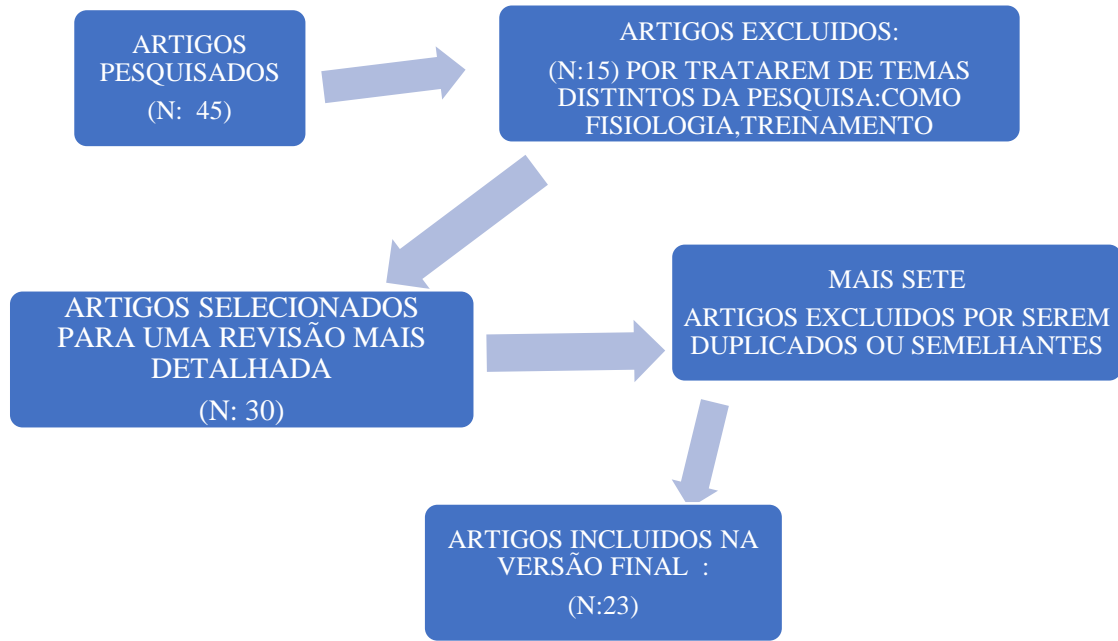 ARTIGOS
PESQUISADOS
(N: 45)
ARTIGOS EXCLUIDOS:
(N:15) POR TRATAREM DE TEMAS
DISTINTOS DA PESQUISA:COMO
FISIOLOGIA,TREINAMENTO
ARTIGOS SELECIONADOS
PARA UMA REVISÃO MAIS
DETALHADA
(N: 30)
MAIS SETE
ARTIGOS EXCLUIDOS POR SEREM
DUPLICADOS OU SEMELHANTES
ARTIGOS INCLUIDOS NA
VERSÃO FINAL :
(N:23)